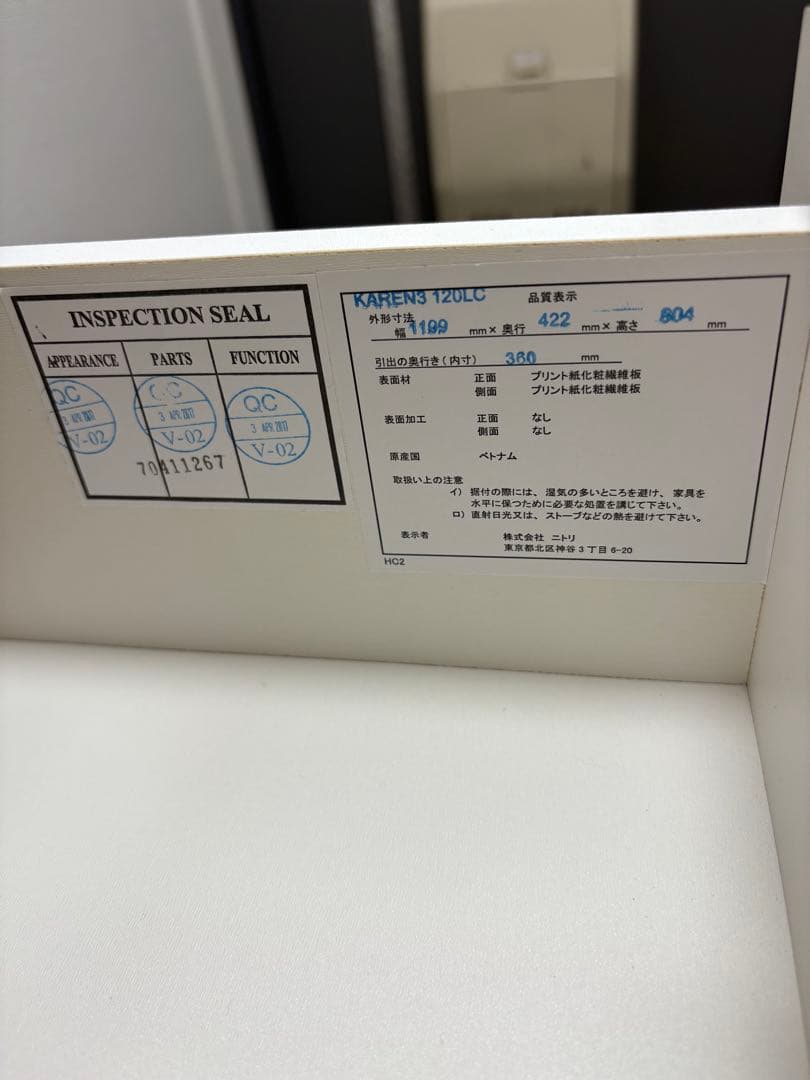 INSPECTION SEAL
APPEARANCE PARTS FUNCTION
QC QC QC
3 APR.2017 3 APR.2017 3 APR.2017
V-02 V-02 V-02
70411267
KAREN3 120LC 品質表示
外形寸法
幅 1199 mm× 奥行 422 mm× 高さ 804 mm
引出の奥行き(内寸) 360 mm
表面材 正面 プリント紙化粧繊維板
側面 プリント紙化粧繊維板
表面加工 正面 なし
側面 なし
原産国 ベトナム
取扱い上の注意
イ) 据付の際には、湿気の多いところを避け、家具を
水平に保つために必要な処置を講じて下さい。
ロ) 直射日光又は、ストーブなどの熱を避けて下さい。
表示者 株式会社 ニトリ
東京都北区神谷3丁目6-20
HC2